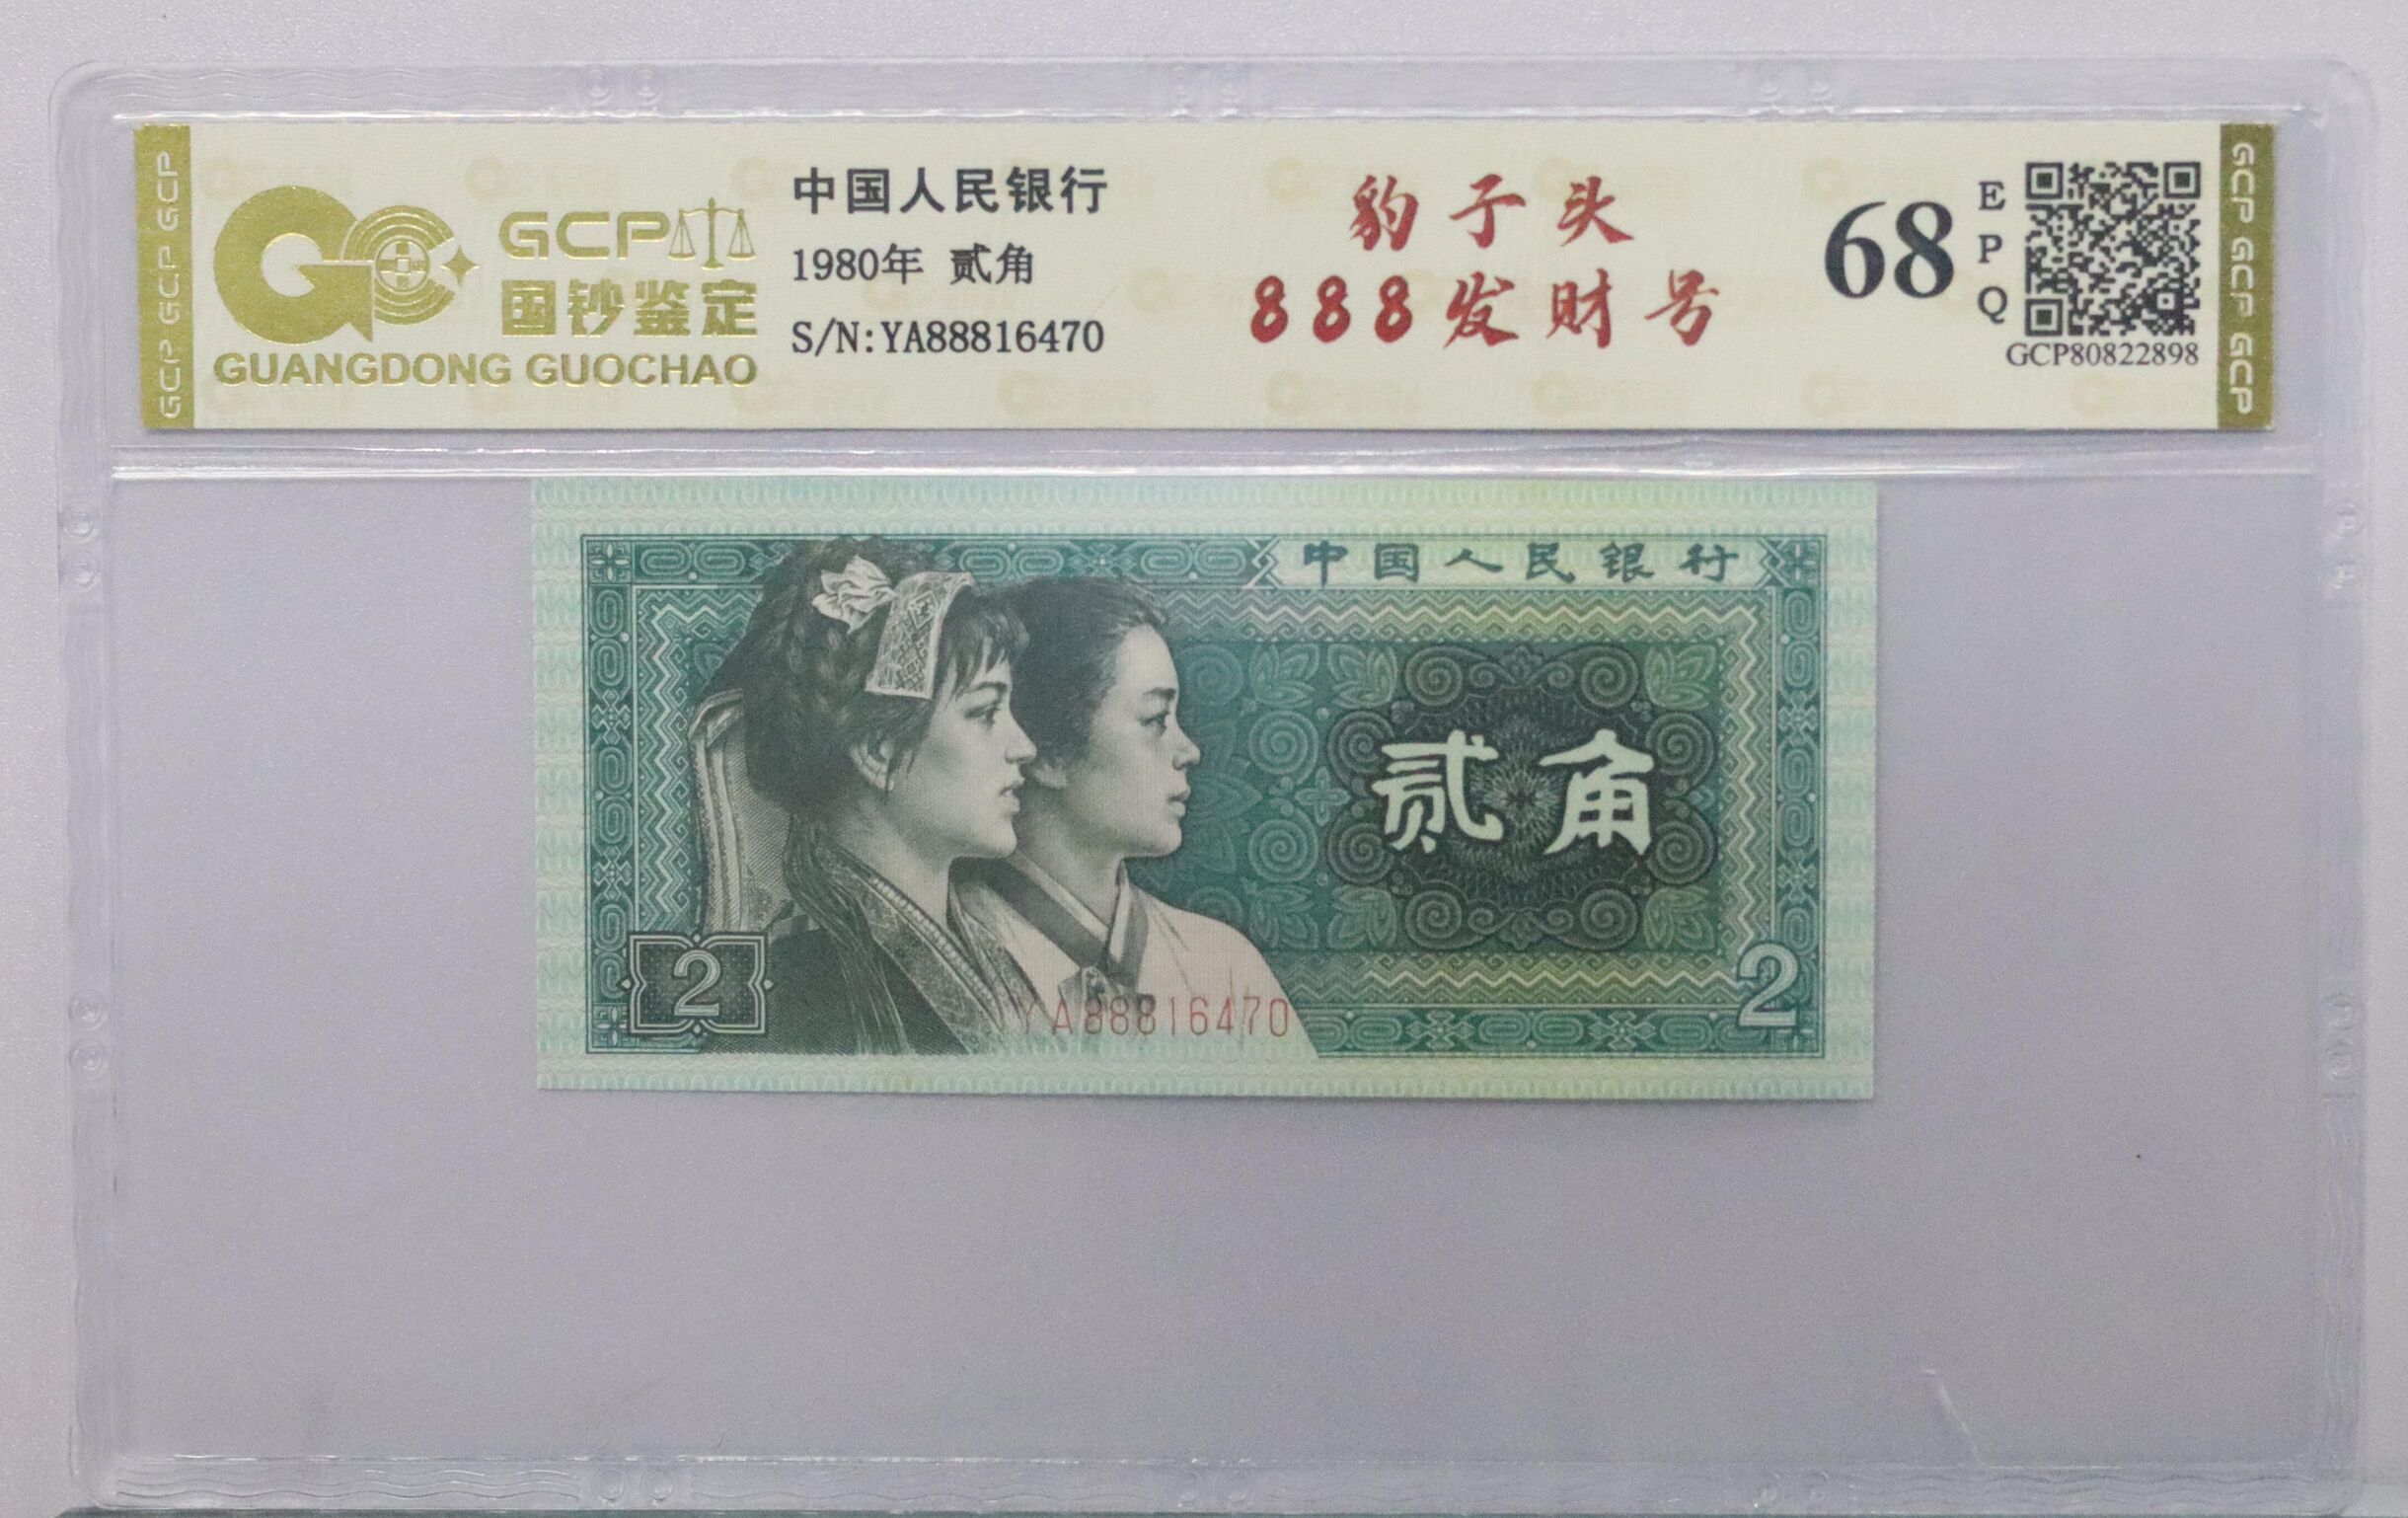 GCP GCP GCP
GCP
国钞鉴定
GUANGDONG GUOCHAO
中国人民银行
1980年 贰角
S/N:YA88816470
豹子头
888发财号
68
E
P
Q
GCP80822898
GCP GCP GCP
中国人民银行
贰角
2
YA88816470
2